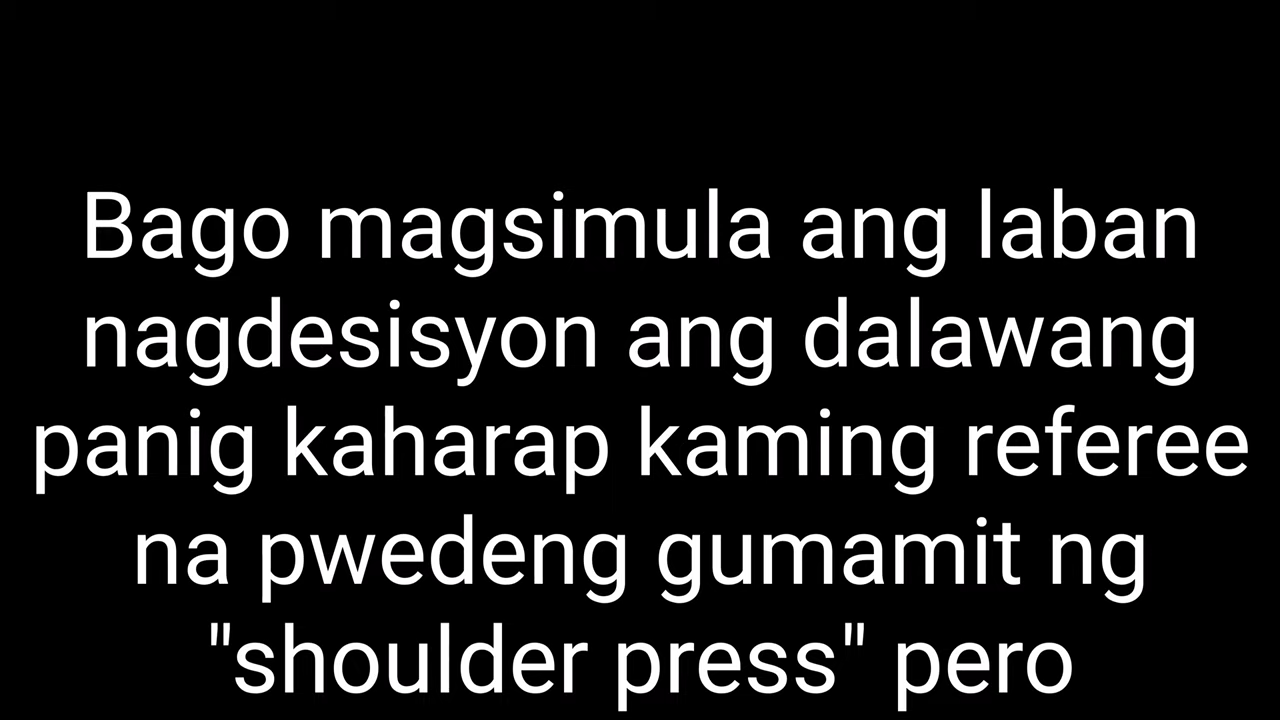 Bago magsimula ang laban
nagdesisyon ang dalawang
panig kaharap kaming referee
na pwedeng gumamit ng
"shoulder press" pero